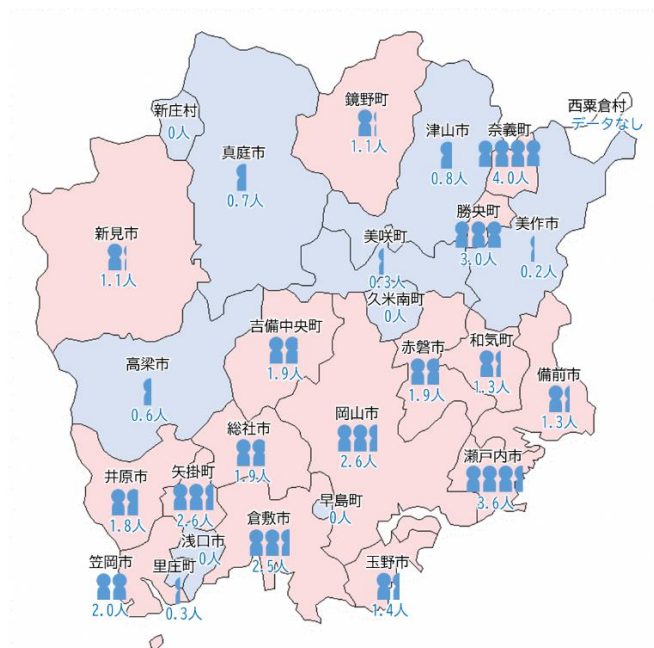 新庄村
0人
真庭市
0.7人
鏡野町
1.1人
津山市
0.8人
奈義町
4.0人
西粟倉村
データなし
新見市
1.1人
美咲町
0.3人
勝央町
3.0人
美作市
0.2人
久米南町
0人
吉備中央町
1.9人
赤磐市
1.9人
和気町
1.3人
備前市
1.3人
高梁市
0.6人
岡山市
2.6人
総社市
1.9人
瀬戸内市
3.6人
井原市
1.8人
矢掛町
2.6人
早島町
0人
倉敷市
2.5人
浅口市
0人
笠岡市
2.0人
里庄町
0.3人
玉野市
1.4人